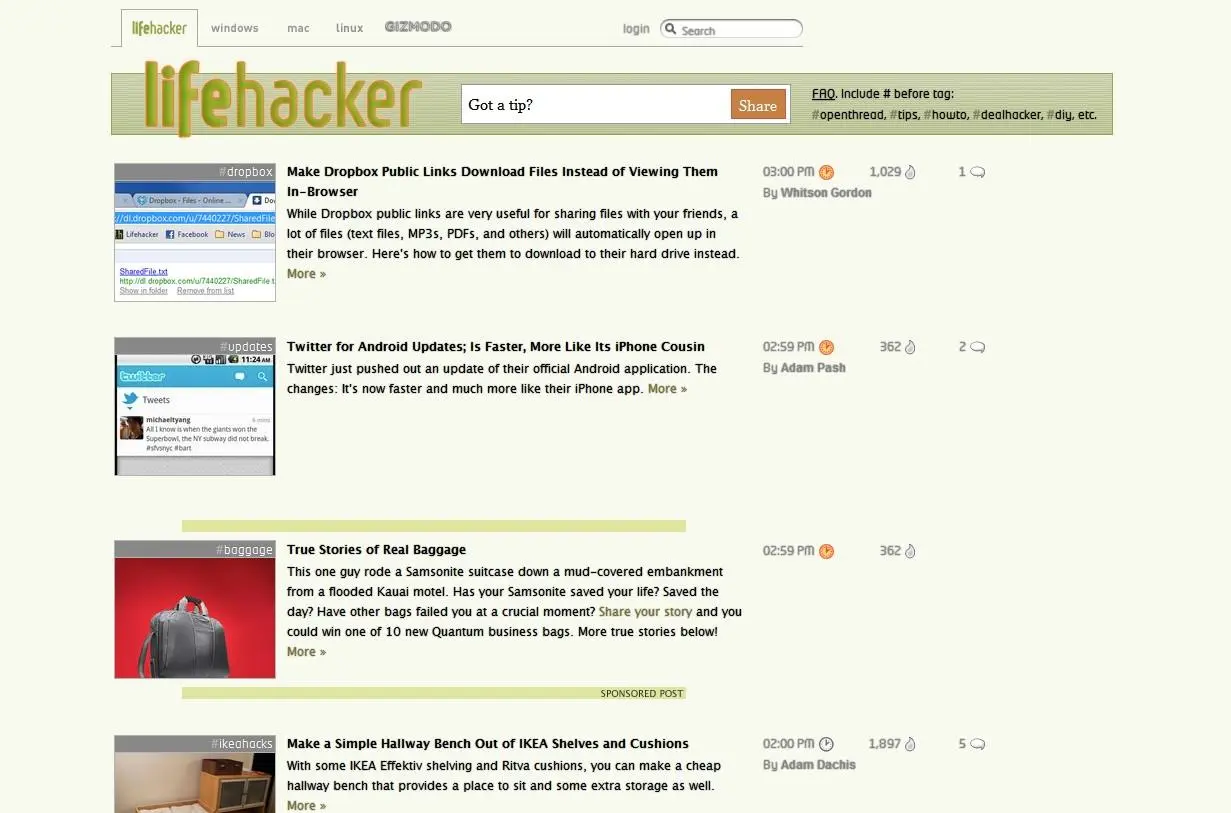 lifehacker windows mac linux GIZMODO login Search
lifehacker
Got a tip? Share
FAQ. Include # before tag:
#openthread, #tips, #howto, #dealhacker, #diy, etc.
#dropbox
Dropbox - Files - Online ... Do
//dl.dropbox.com/u/7440227/SharedFile
Lifehacker Facebook News Blo
SharedFile.txt
http://dl.dropbox.com/u/7440227/SharedFile.t
Show in folder Remove from list
Make Dropbox Public Links Download Files Instead of Viewing Them
In-Browser
While Dropbox public links are very useful for sharing files with your friends, a
lot of files (text files, MP3s, PDFs, and others) will automatically open up in
their browser. Here's how to get them to download to their hard drive instead.
More »
03:00 PM 1,029 1
By Whitson Gordon
#updates
11:24 AM
twitter
Tweets
michaeltyang 6 mins
All I know is when the giants won the
Superbowl, the NY subway did not break.
#sfvsnyc #bart
Twitter for Android Updates; Is Faster, More Like Its iPhone Cousin
Twitter just pushed out an update of their official Android application. The
changes: It's now faster and much more like their iPhone app. More »
02:59 PM 362 2
By Adam Pash
#baggage
True Stories of Real Baggage
This one guy rode a Samsonite suitcase down a mud-covered embankment
from a flooded Kauai motel. Has your Samsonite saved your life? Saved the
day? Have other bags failed you at a crucial moment? Share your story and you
could win one of 10 new Quantum business bags. More true stories below!
More »
02:59 PM 362
SPONSORED POST
#ikeahacks
Make a Simple Hallway Bench Out of IKEA Shelves and Cushions
With some IKEA Effektiv shelving and Ritva cushions, you can make a cheap
hallway bench that provides a place to sit and some extra storage as well.
More »
02:00 PM 1,897 5
By Adam Dachis